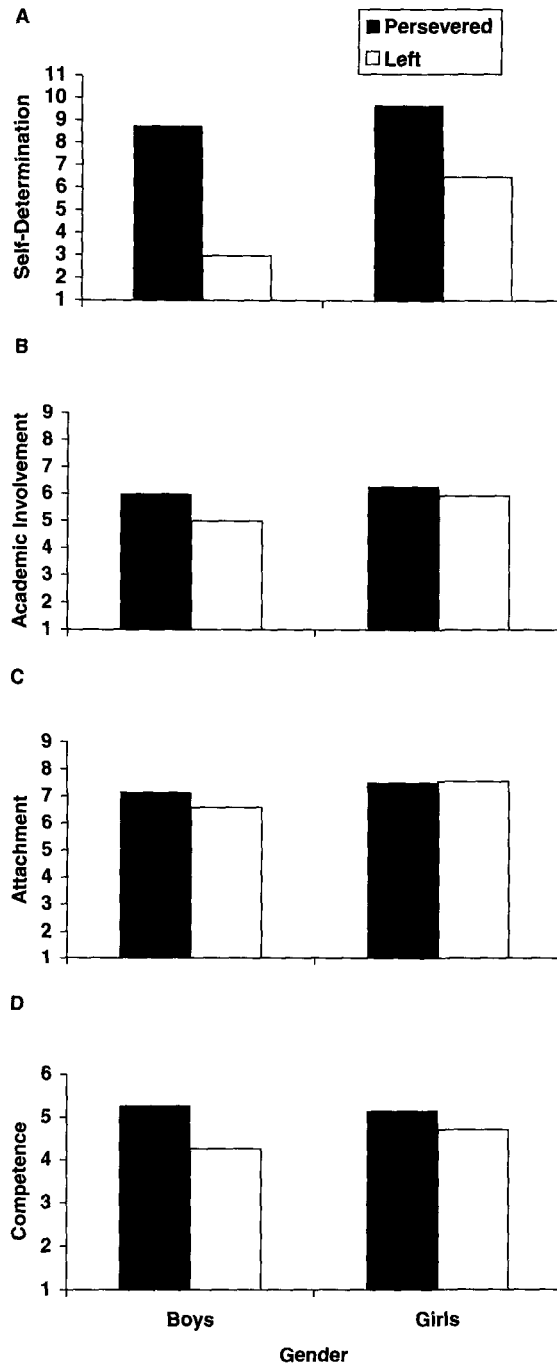 A
Persevered
Left
Self-Determination
11
10
9
8
7
6
5
4
3
2
1
B
Academic Involvement
9
8
7
6
5
4
3
2
1
C
Attachment
9
8
7
6
5
4
3
2
1
D
Competence
6
5
4
3
2
1
Boys Girls
Gender